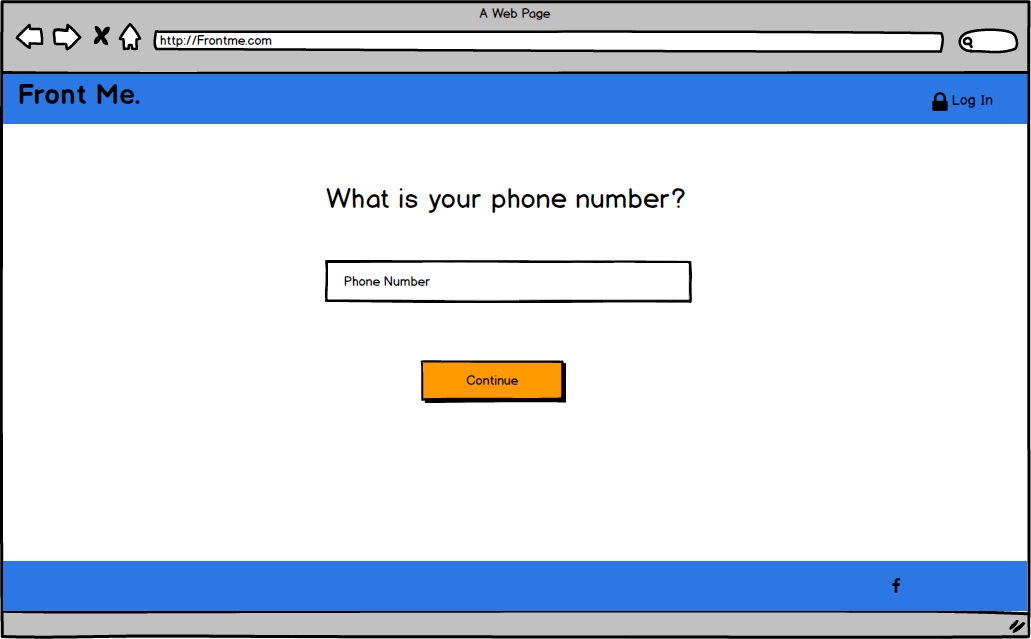 A Web Page
http://Frontme.com
Front Me.
Log In
What is your phone number?
Phone Number
Continue
f